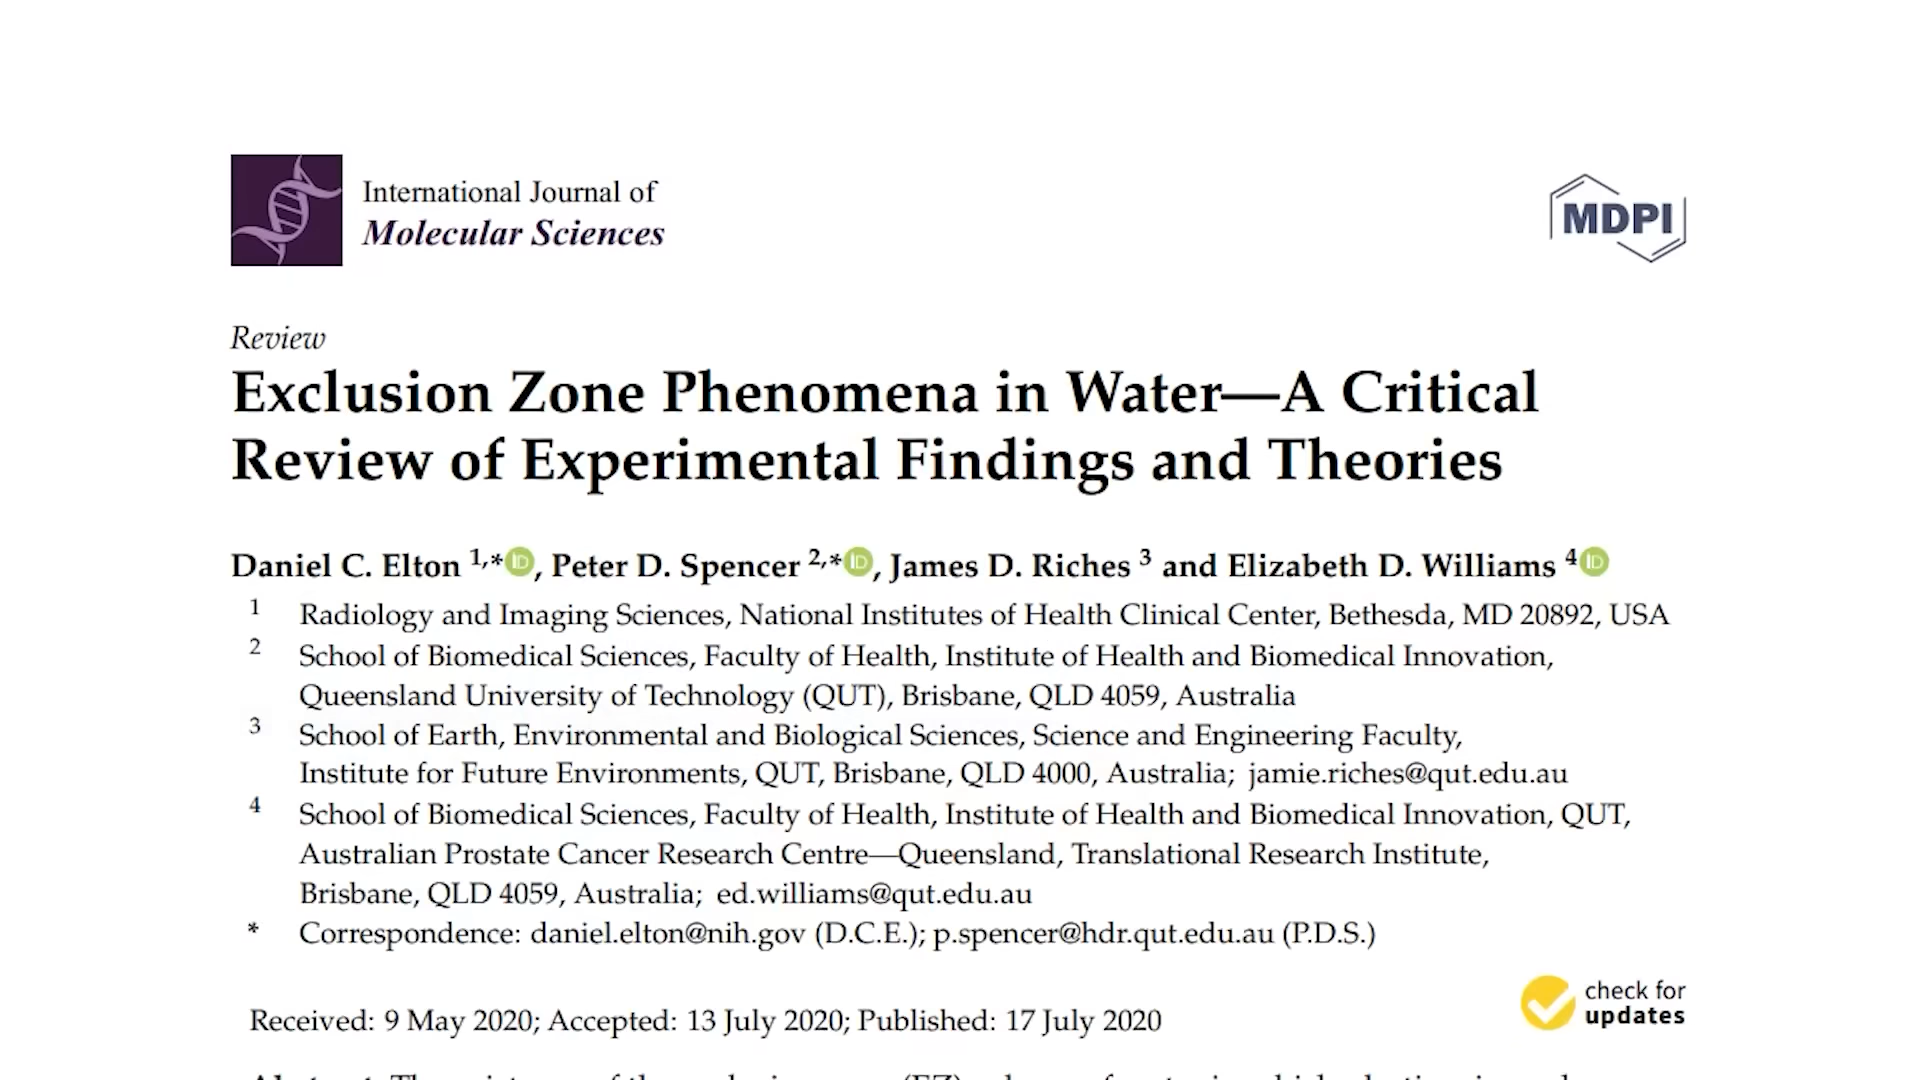 International Journal of
Molecular Sciences
MDPI
Review
Exclusion Zone Phenomena in Water—A Critical
Review of Experimental Findings and Theories
Daniel C. Elton 1,* iD, Peter D. Spencer 2,* iD, James D. Riches 3 and Elizabeth D. Williams 4 iD
1 Radiology and Imaging Sciences, National Institutes of Health Clinical Center, Bethesda, MD 20892, USA
2 School of Biomedical Sciences, Faculty of Health, Institute of Health and Biomedical Innovation,
Queensland University of Technology (QUT), Brisbane, QLD 4059, Australia
3 School of Earth, Environmental and Biological Sciences, Science and Engineering Faculty,
Institute for Future Environments, QUT, Brisbane, QLD 4000, Australia; jamie.riches@qut.edu.au
4 School of Biomedical Sciences, Faculty of Health, Institute of Health and Biomedical Innovation, QUT,
Australian Prostate Cancer Research Centre—Queensland, Translational Research Institute,
Brisbane, QLD 4059, Australia; ed.williams@qut.edu.au
* Correspondence: daniel.elton@nih.gov (D.C.E.); p.spencer@hdr.qut.edu.au (P.D.S.)
check for
updates
Received: 9 May 2020; Accepted: 13 July 2020; Published: 17 July 2020